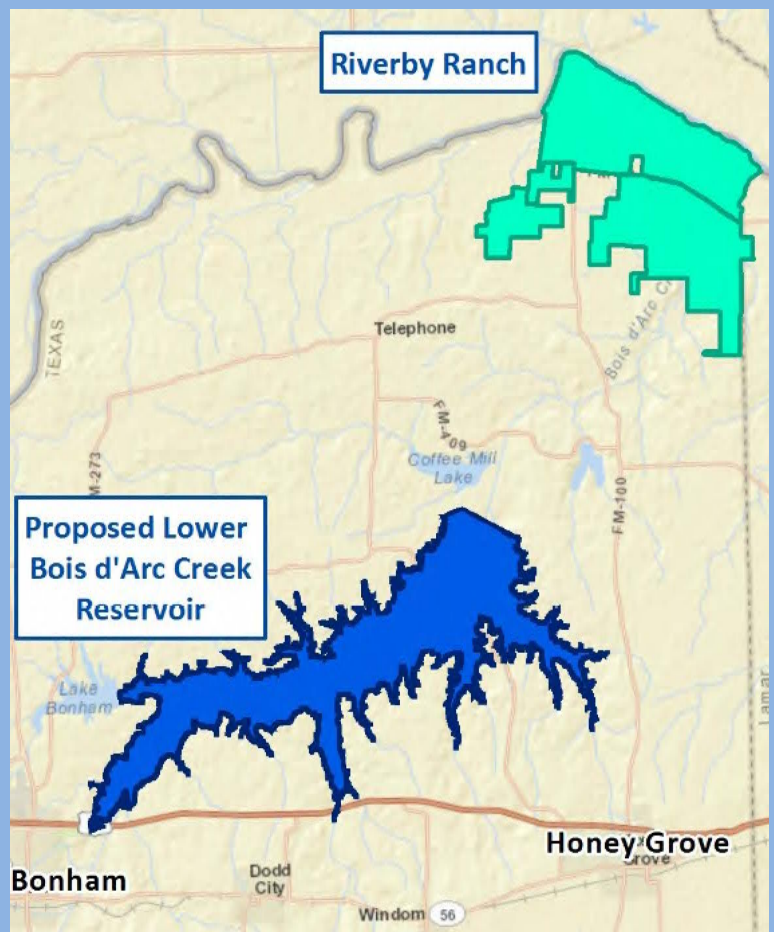 Riverby Ranch
TEXAS
Telephone
Bois d'Arc Cr
M-273
FM-409
Coffee Mill
Lake
FM-100
Proposed Lower
Bois d'Arc Creek
Reservoir
Lake
Bonham
Lamar
Honey Grove
Grove
Bonham
Dodd
City
Windom 56